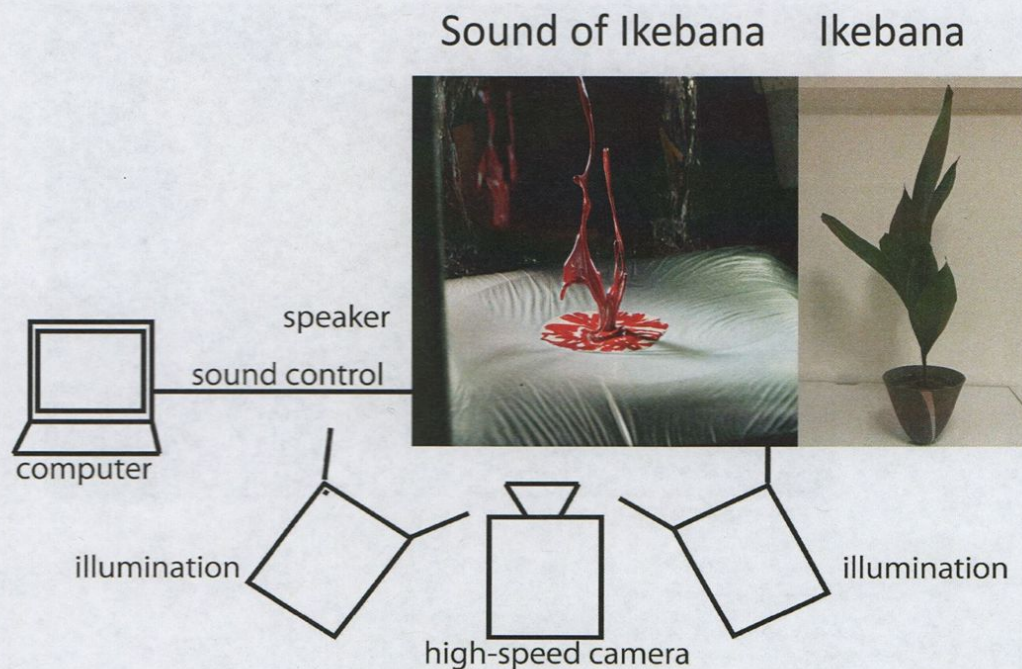 Sound of Ikebana
Ikebana
speaker
sound control
computer
illumination
illumination
high-speed camera